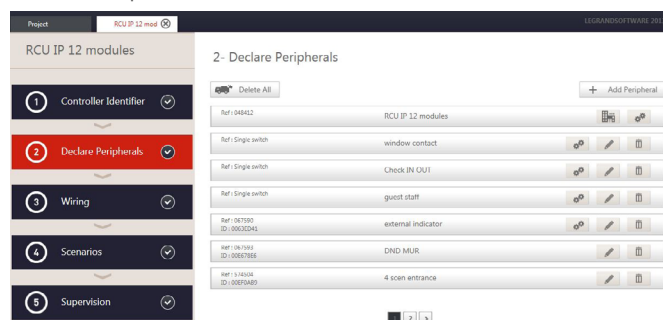 Project
RCU IP 12 mod
LEGRANDSOFTWARE 201
RCU IP 12 modules
2- Declare Peripherals
Delete All
+ Add Peripheral
1 Controller Identifier
2 Declare Peripherals
3 Wiring
4 Scenarios
5 Supervision
Ref : 048412
RCU IP 12 modules
Ref : Single switch
window contact
Ref : Single switch
Check IN OUT
Ref : Single switch
guest staff
Ref : 067590
ID : 0063ED41
external indicator
Ref : 067593
ID : 00E678E6
DND MUR
Ref : 574504
ID : 00EF0AB9
4 scen entrance
1 2 >